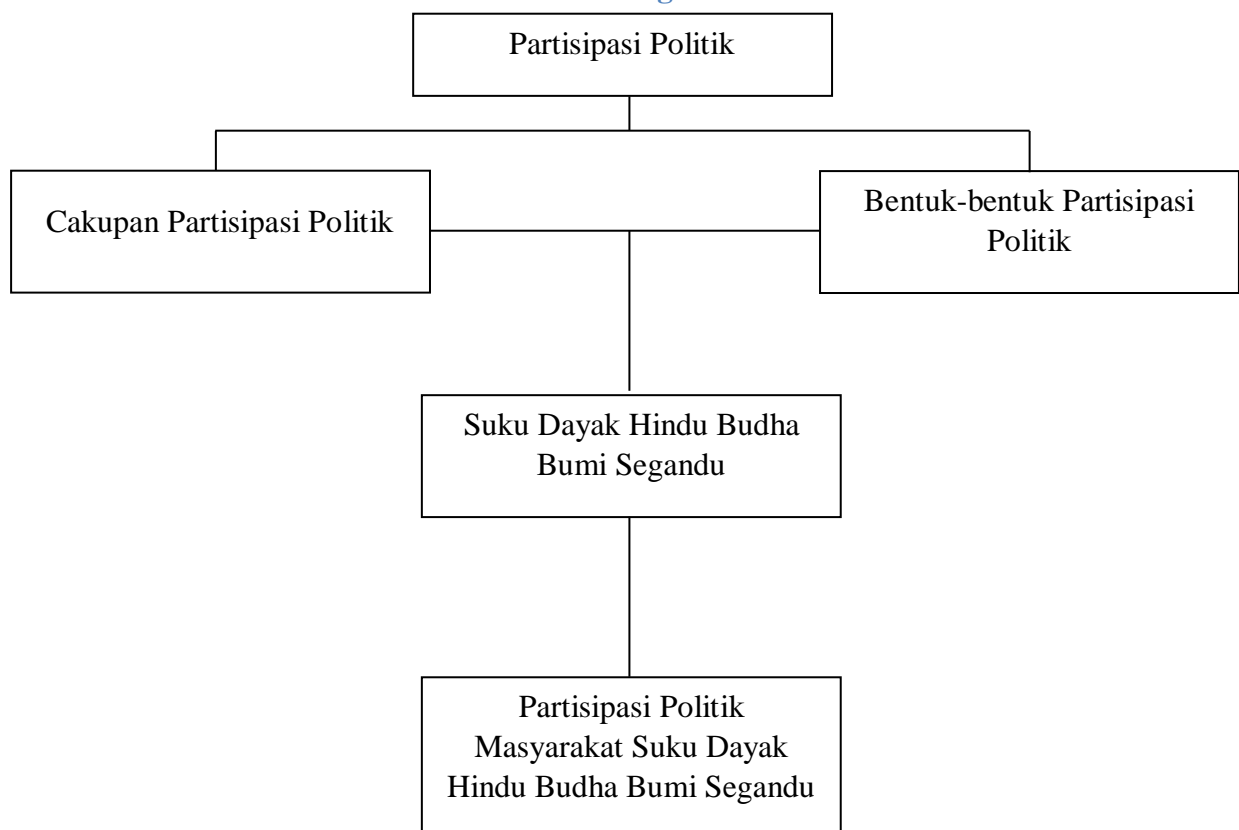 Partisipasi Politik
Cakupan Partisipasi Politik
Bentuk-bentuk Partisipasi
Politik
Suku Dayak Hindu Budha
Bumi Segandu
Partisipasi Politik
Masyarakat Suku Dayak
Hindu Budha Bumi Segandu